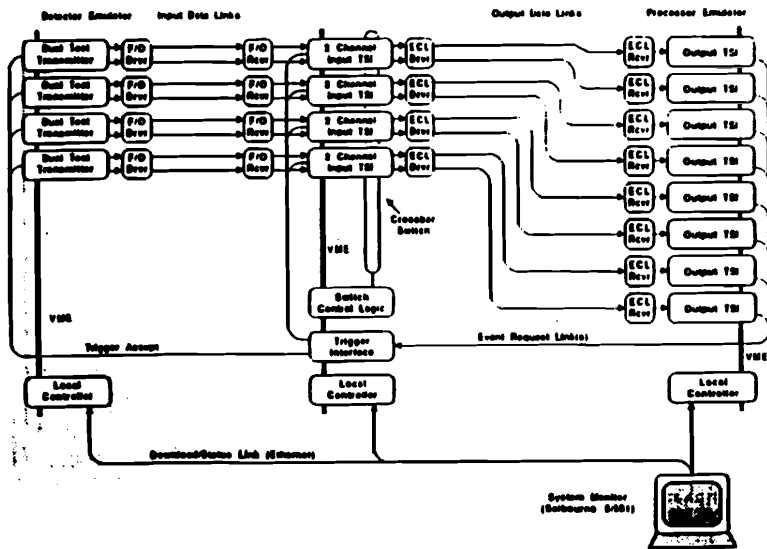 Detector Emulator
Input Data Links
Output Data Links
Processor Emulator
Dual Test
Transmitter
F/O
Drvr
F/O
Rcvr
2 Channel
Input TSI
ECL
Drvr
Dual Test
Transmitter
F/O
Drvr
F/O
Rcvr
2 Channel
Input TSI
ECL
Drvr
Dual Test
Transmitter
F/O
Drvr
F/O
Rcvr
2 Channel
Input TSI
ECL
Drvr
Dual Test
Transmitter
F/O
Drvr
F/O
Rcvr
2 Channel
Input TSI
ECL
Drvr
ECL
Rcvr
Output TSI
ECL
Rcvr
Output TSI
ECL
Rcvr
Output TSI
ECL
Rcvr
Output TSI
ECL
Rcvr
Output TSI
ECL
Rcvr
Output TSI
ECL
Rcvr
Output TSI
ECL
Rcvr
Output TSI
Crossbar
Switch
VME
Switch
Control Logic
VME
Trigger Accept
Trigger
Interface
Event Request Link(s)
VME
Local
Controller
Local
Controller
Local
Controller
Download/Status Link (Ethernet)
System Monitor
(Solbourne